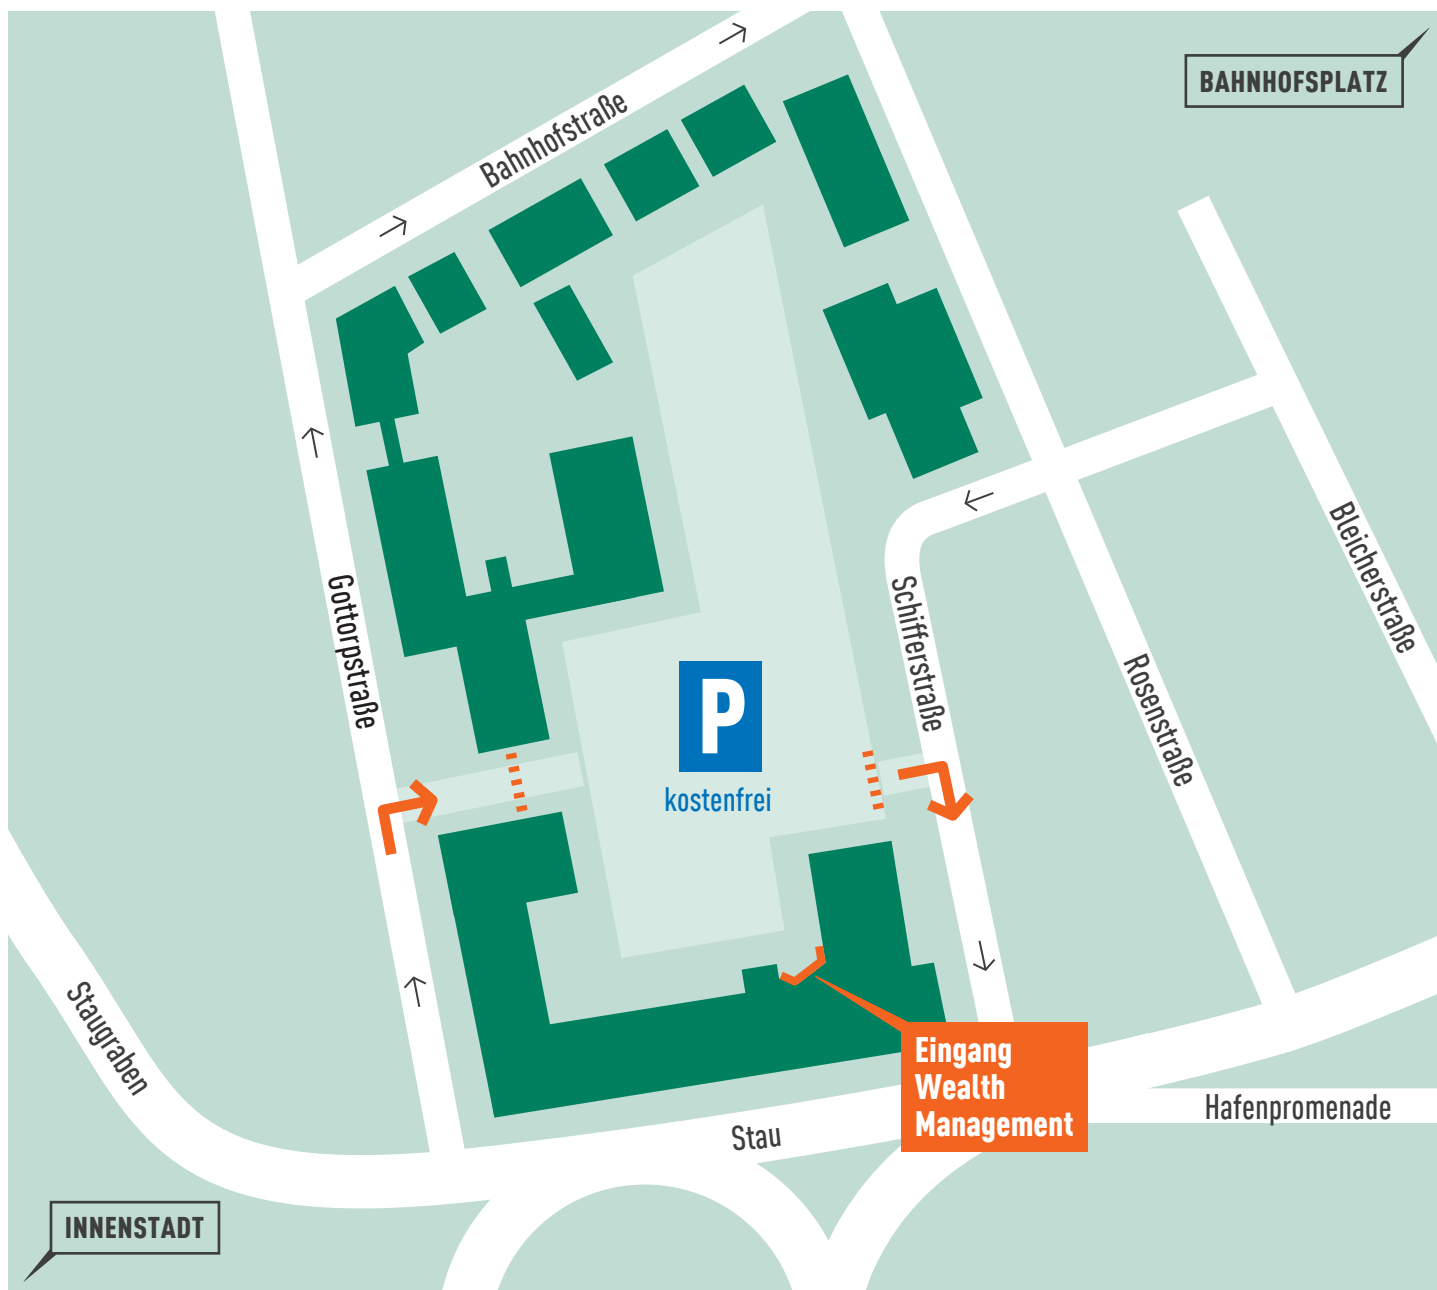 BAHNHOFSPLATZ
Bahnhofstraße
Gottorpstraße
Schifferstraße
Bleicherstraße
Rosenstraße
P
kostenfrei
Staugraben
Eingang
Wealth
Management
Hafenpromenade
Stau
INNENSTADT